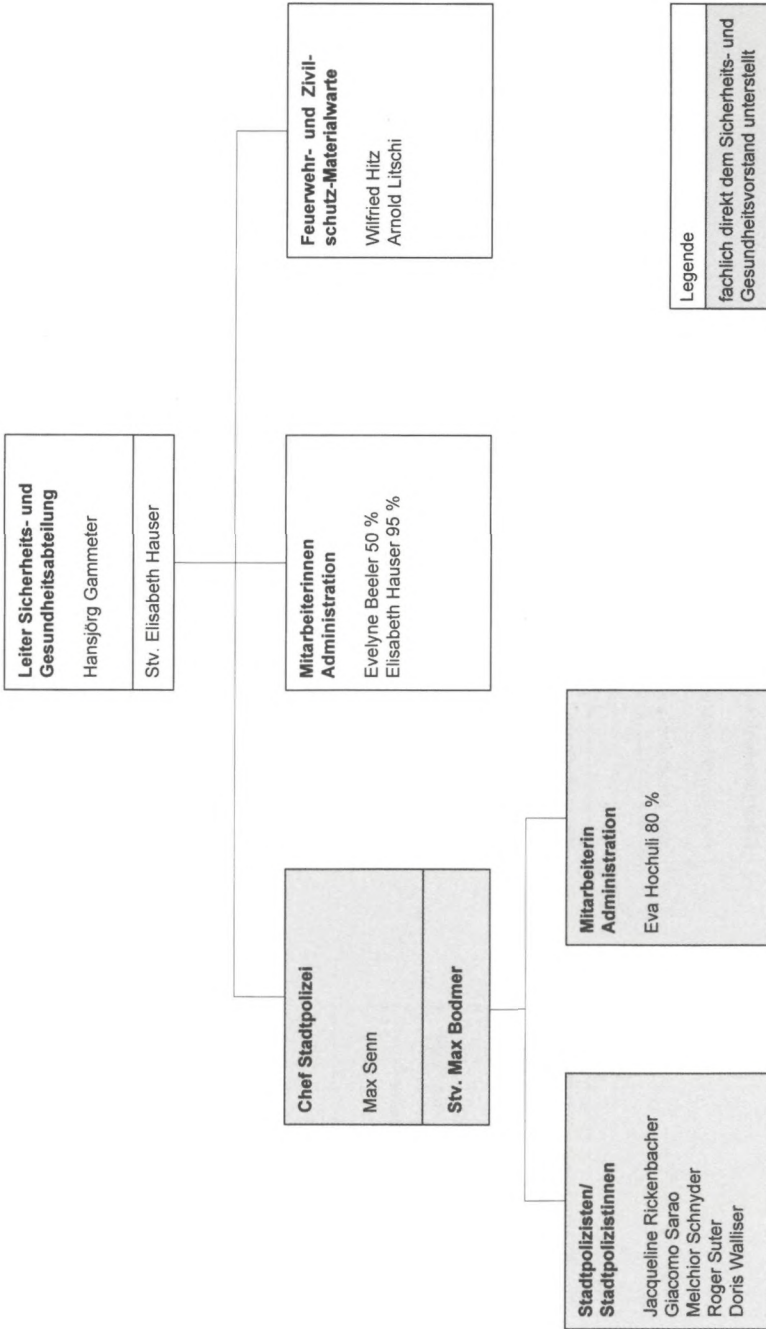 Leiter Sicherheits- und
Gesundheitsabteilung
Hansjörg Gammeter
Stv. Elisabeth Hauser
Chef Stadtpolizei
Max Senn
Stv. Max Bodmer
Mitarbeiterinnen
Administration
Evelyne Beeler 50 %
Elisabeth Hauser 95 %
Feuerwehr- und Zivil-
schutz-Materialwarte
Wilfried Hitz
Arnold Litschi
Stadtpolizisten/
Stadtpolizistinnen
Jacqueline Rickenbacher
Giacomo Sarao
Melchior Schnyder
Roger Suter
Doris Walliser
Mitarbeiterin
Administration
Eva Hochuli 80 %
Legende
fachlich direkt dem Sicherheits- und
Gesundheitsvorstand unterstellt